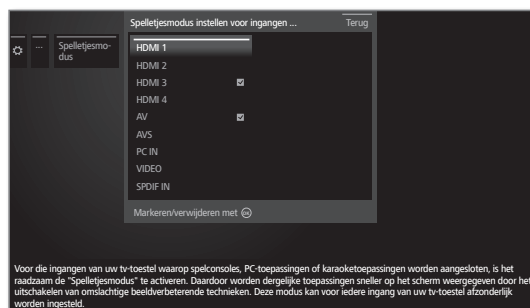 Spelletjesmodus instellen voor ingangen ...
Terug
...
Spelletjesmo-
dus
HDMI 1
HDMI 2
HDMI 3
HDMI 4
AV
AVS
PC IN
VIDEO
SPDIF IN
Markeren/verwijderen met OK
Voor die ingangen van uw tv-toestel waarop spelconsoles, PC-toepassingen of karaoketoepassingen worden aangesloten, is het
raadzaam de "Spelletjesmodus" te activeren. Daardoor worden dergelijke toepassingen sneller op het scherm weergegeven door het
uitschakelen van omslachtige beeldverbeterende technieken. Deze modus kan voor iedere ingang van uw tv-toestel afzonderlijk
worden ingesteld.